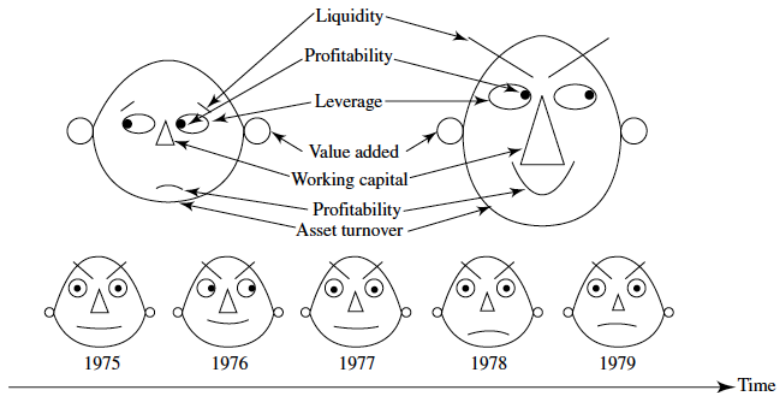 Liquidity
Profitability
Leverage
Value added
Working capital
Profitability
Asset turnover
1975 1976 1977 1978 1979
Time